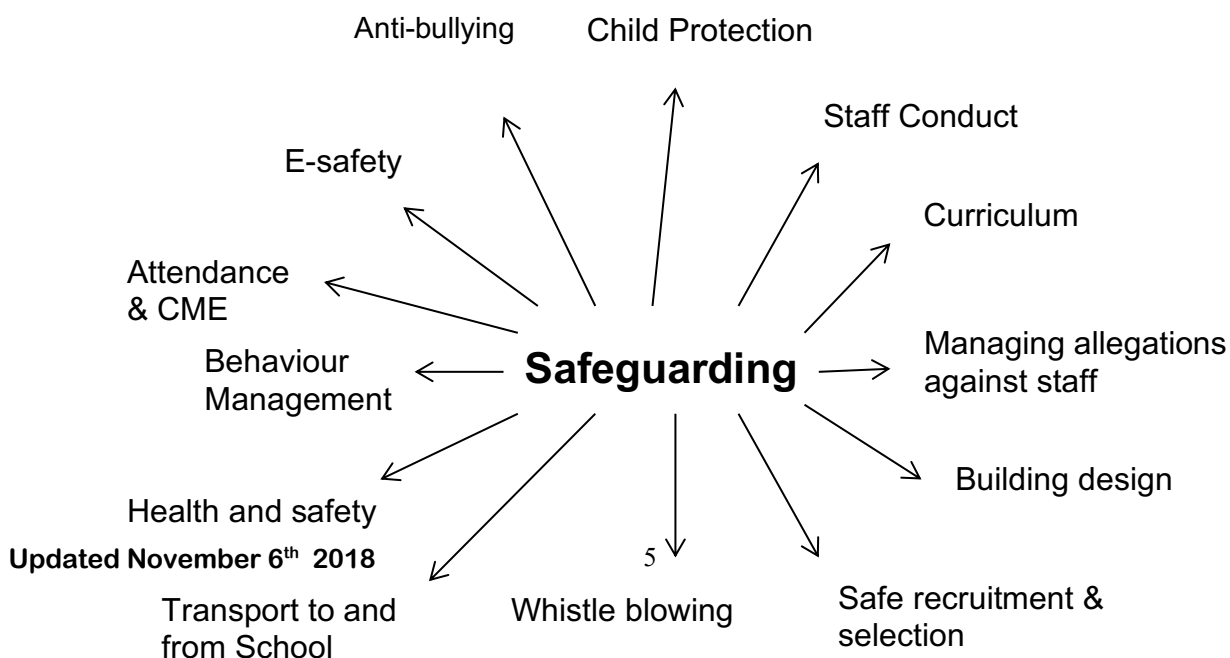 Anti-bullying
Child Protection
Staff Conduct
E-safety
Curriculum
Attendance
& CME
Managing allegations
against staff
Safeguarding
Behaviour
Management
Building design
Health and safety
Updated November 6th 2018
5
Transport to and
from School
Whistle blowing
Safe recruitment &
selection